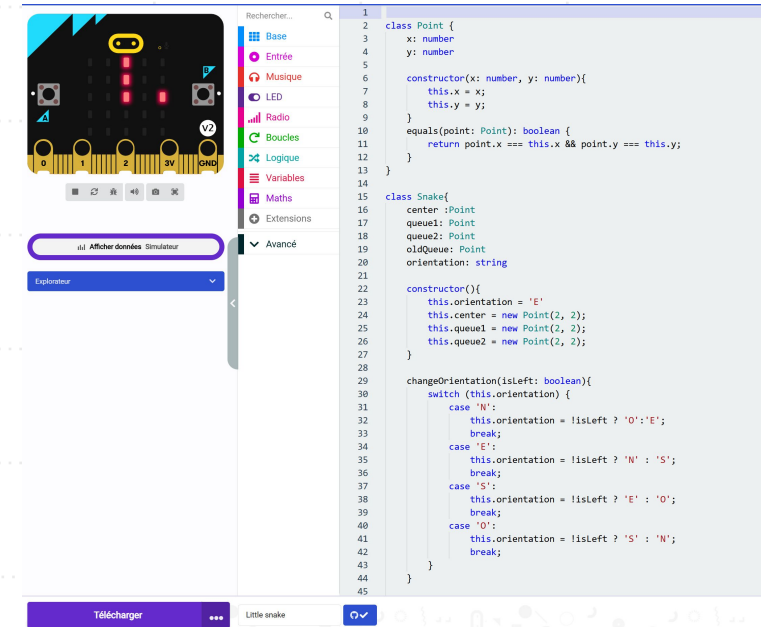 B
A
V2
0 1 2 3V GND
Afficher données Simulateur
Explorateur
Rechercher...
Base
Entrée
Musique
LED
Radio
Boucles
Logique
Variables
Maths
Extensions
Avancé
1
2 class Point {
3 x: number
4 y: number
5
6 constructor(x: number, y: number){
7 this.x = x;
8 this.y = y;
9 }
10 equals(point: Point): boolean {
11 return point.x === this.x && point.y === this.y;
12 }
13 }
14
15 class Snake{
16 center :Point
17 queue1: Point
18 queue2: Point
19 oldQueue: Point
20 orientation: string
21
22 constructor(){
23 this.orientation = 'E'
24 this.center = new Point(2, 2);
25 this.queue1 = new Point(2, 2);
26 this.queue2 = new Point(2, 2);
27 }
28
29 changeOrientation(isLeft: boolean){
30 switch (this.orientation) {
31 case 'N':
32 this.orientation = !isLeft ? 'O':'E';
33 break;
34 case 'E':
35 this.orientation = !isLeft ? 'N' : 'S';
36 break;
37 case 'S':
38 this.orientation = !isLeft ? 'E' : 'O';
39 break;
40 case 'O':
41 this.orientation = !isLeft ? 'S' : 'N';
42 break;
43 }
44 }
45
Télécharger
Little snake